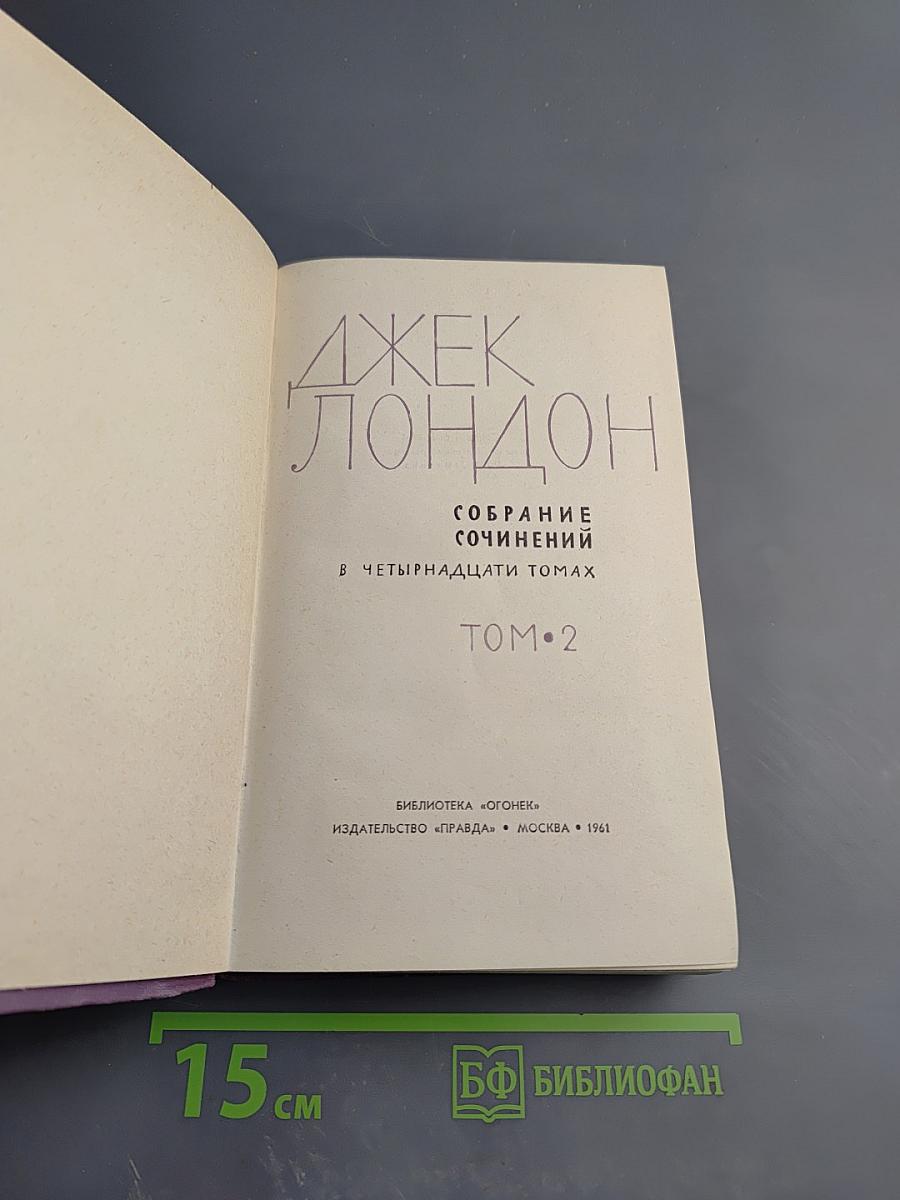 ДЖЕК
ЛОНДОН
СОБРАНИЕ
СОЧИНЕНИЙ
В ЧЕТЫРНАДЦАТИ ТОМАХ
ТОМ•2
БИБЛИОТЕКА «ОГОНЕК»
ИЗДАТЕЛЬСТВО «ПРАВДА» • МОСКВА • 1961
15 СМ
БФ БИБЛИОФАН